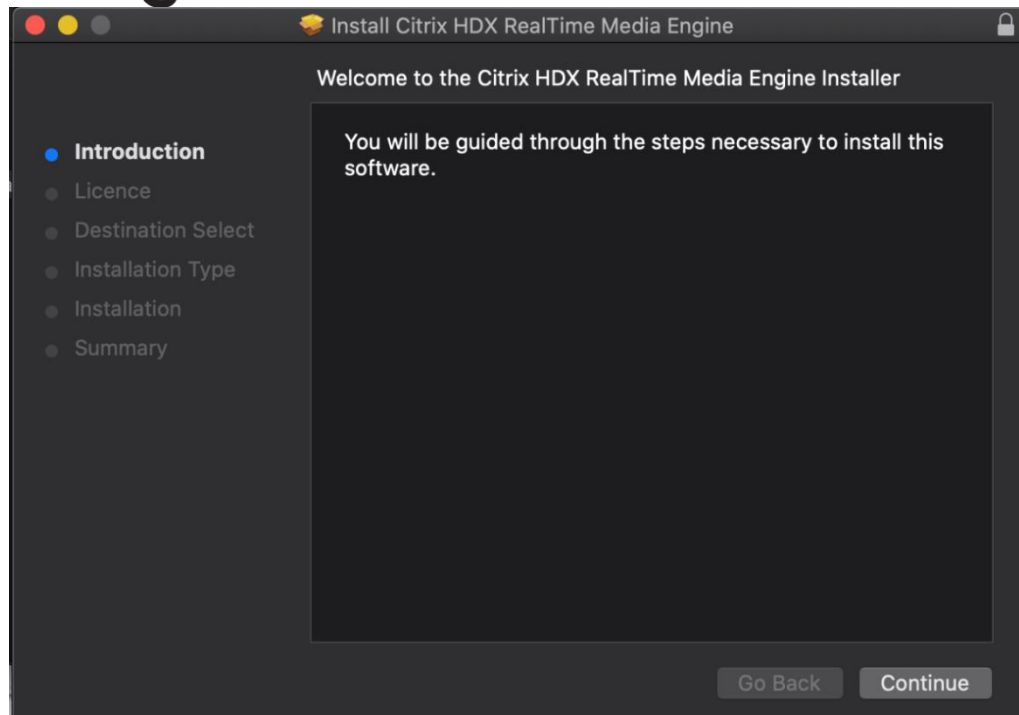 Install Citrix HDX RealTime Media Engine
Welcome to the Citrix HDX RealTime Media Engine Installer
Introduction
Licence
Destination Select
Installation Type
Installation
Summary
You will be guided through the steps necessary to install this
software.
Go Back
Continue